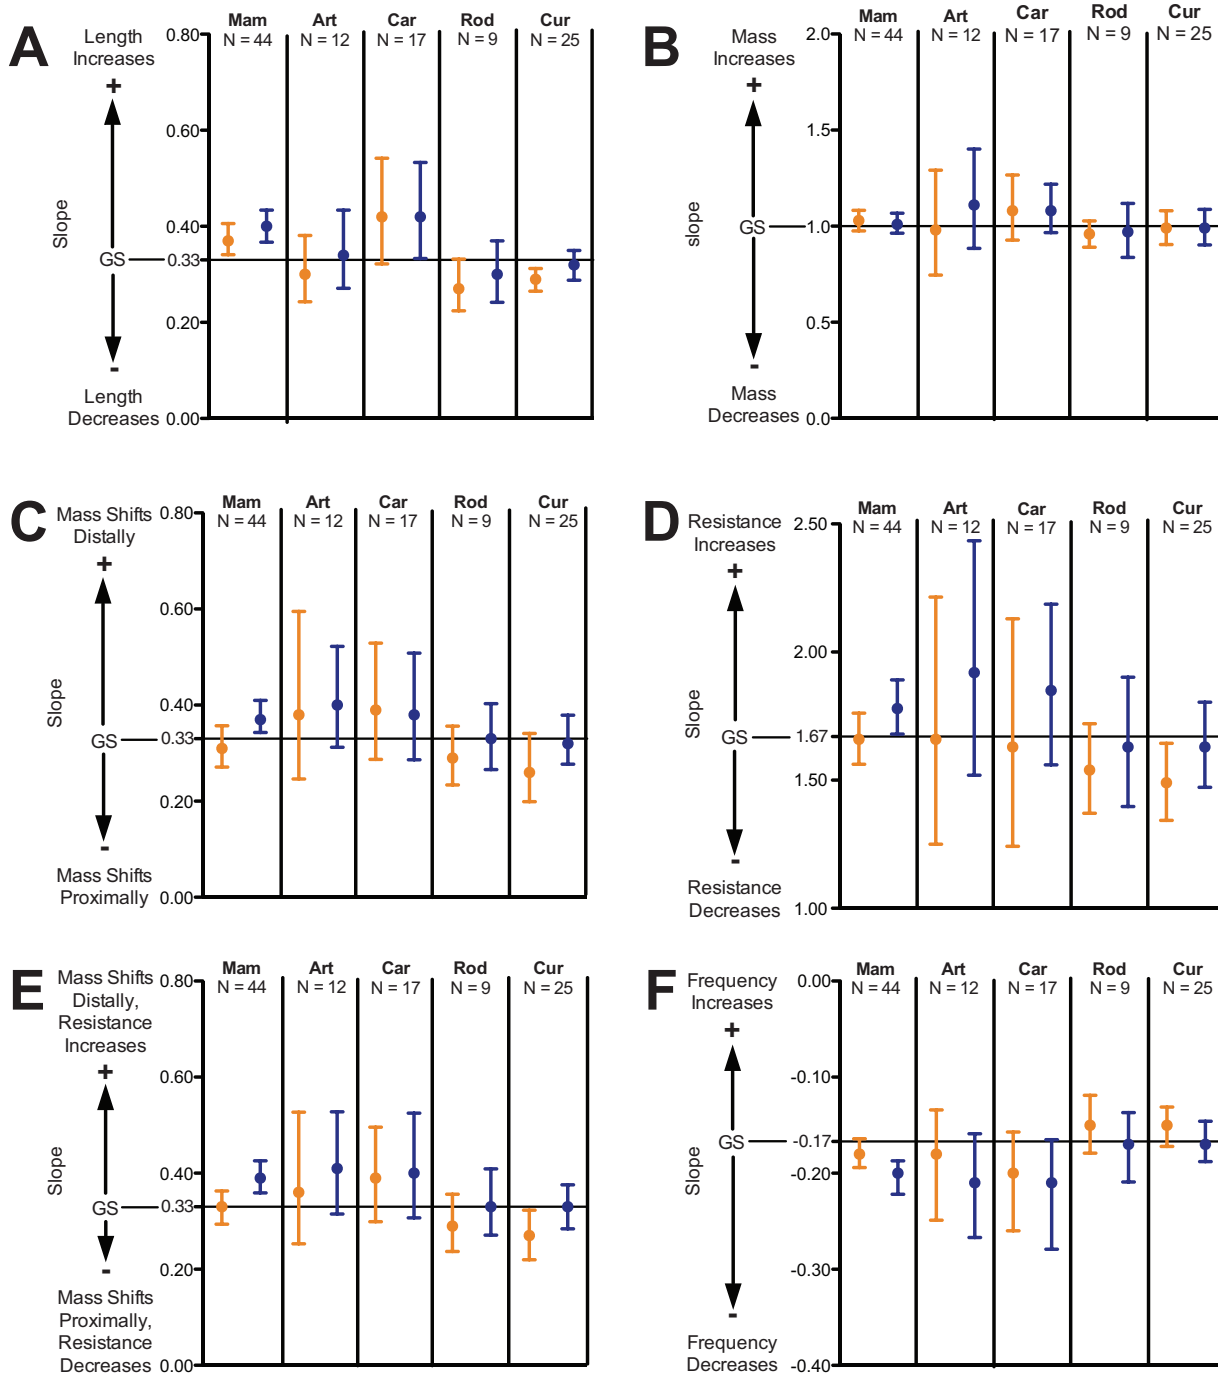 A
Length
Increases
+
Slope
GS
-
Length
Decreases
0.80
0.60
0.40
0.33
0.20
0.00
Mam
N = 44
Art
N = 12
Car
N = 17
Rod
N = 9
Cur
N = 25
B
Mass
Increases
+
slope
GS
-
Mass
Decreases
2.0
1.5
1.0
0.5
0.0
Mam
N = 44
Art
N = 12
Car
N = 17
Rod
N = 9
Cur
N = 25
C
Mass Shifts
Distally
+
Slope
GS
-
Mass Shifts
Proximally
0.80
0.60
0.40
0.33
0.20
0.00
Mam
N = 44
Art
N = 12
Car
N = 17
Rod
N = 9
Cur
N = 25
D
Resistance
Increases
+
Slope
GS
-
Resistance
Decreases
2.50
2.00
1.67
1.50
1.00
Mam
N = 44
Art
N = 12
Car
N = 17
Rod
N = 9
Cur
N = 25
E
Mass Shifts
Distally,
Resistance
Increases
+
Slope
GS
-
Mass Shifts
Proximally,
Resistance
Decreases
0.80
0.60
0.40
0.33
0.20
0.00
Mam
N = 44
Art
N = 12
Car
N = 17
Rod
N = 9
Cur
N = 25
F
Frequency
Increases
+
Slope
GS
-
Frequency
Decreases
0.00
-0.10
-0.17
-0.20
-0.30
-0.40
Mam
N = 44
Art
N = 12
Car
N = 17
Rod
N = 9
Cur
N = 25